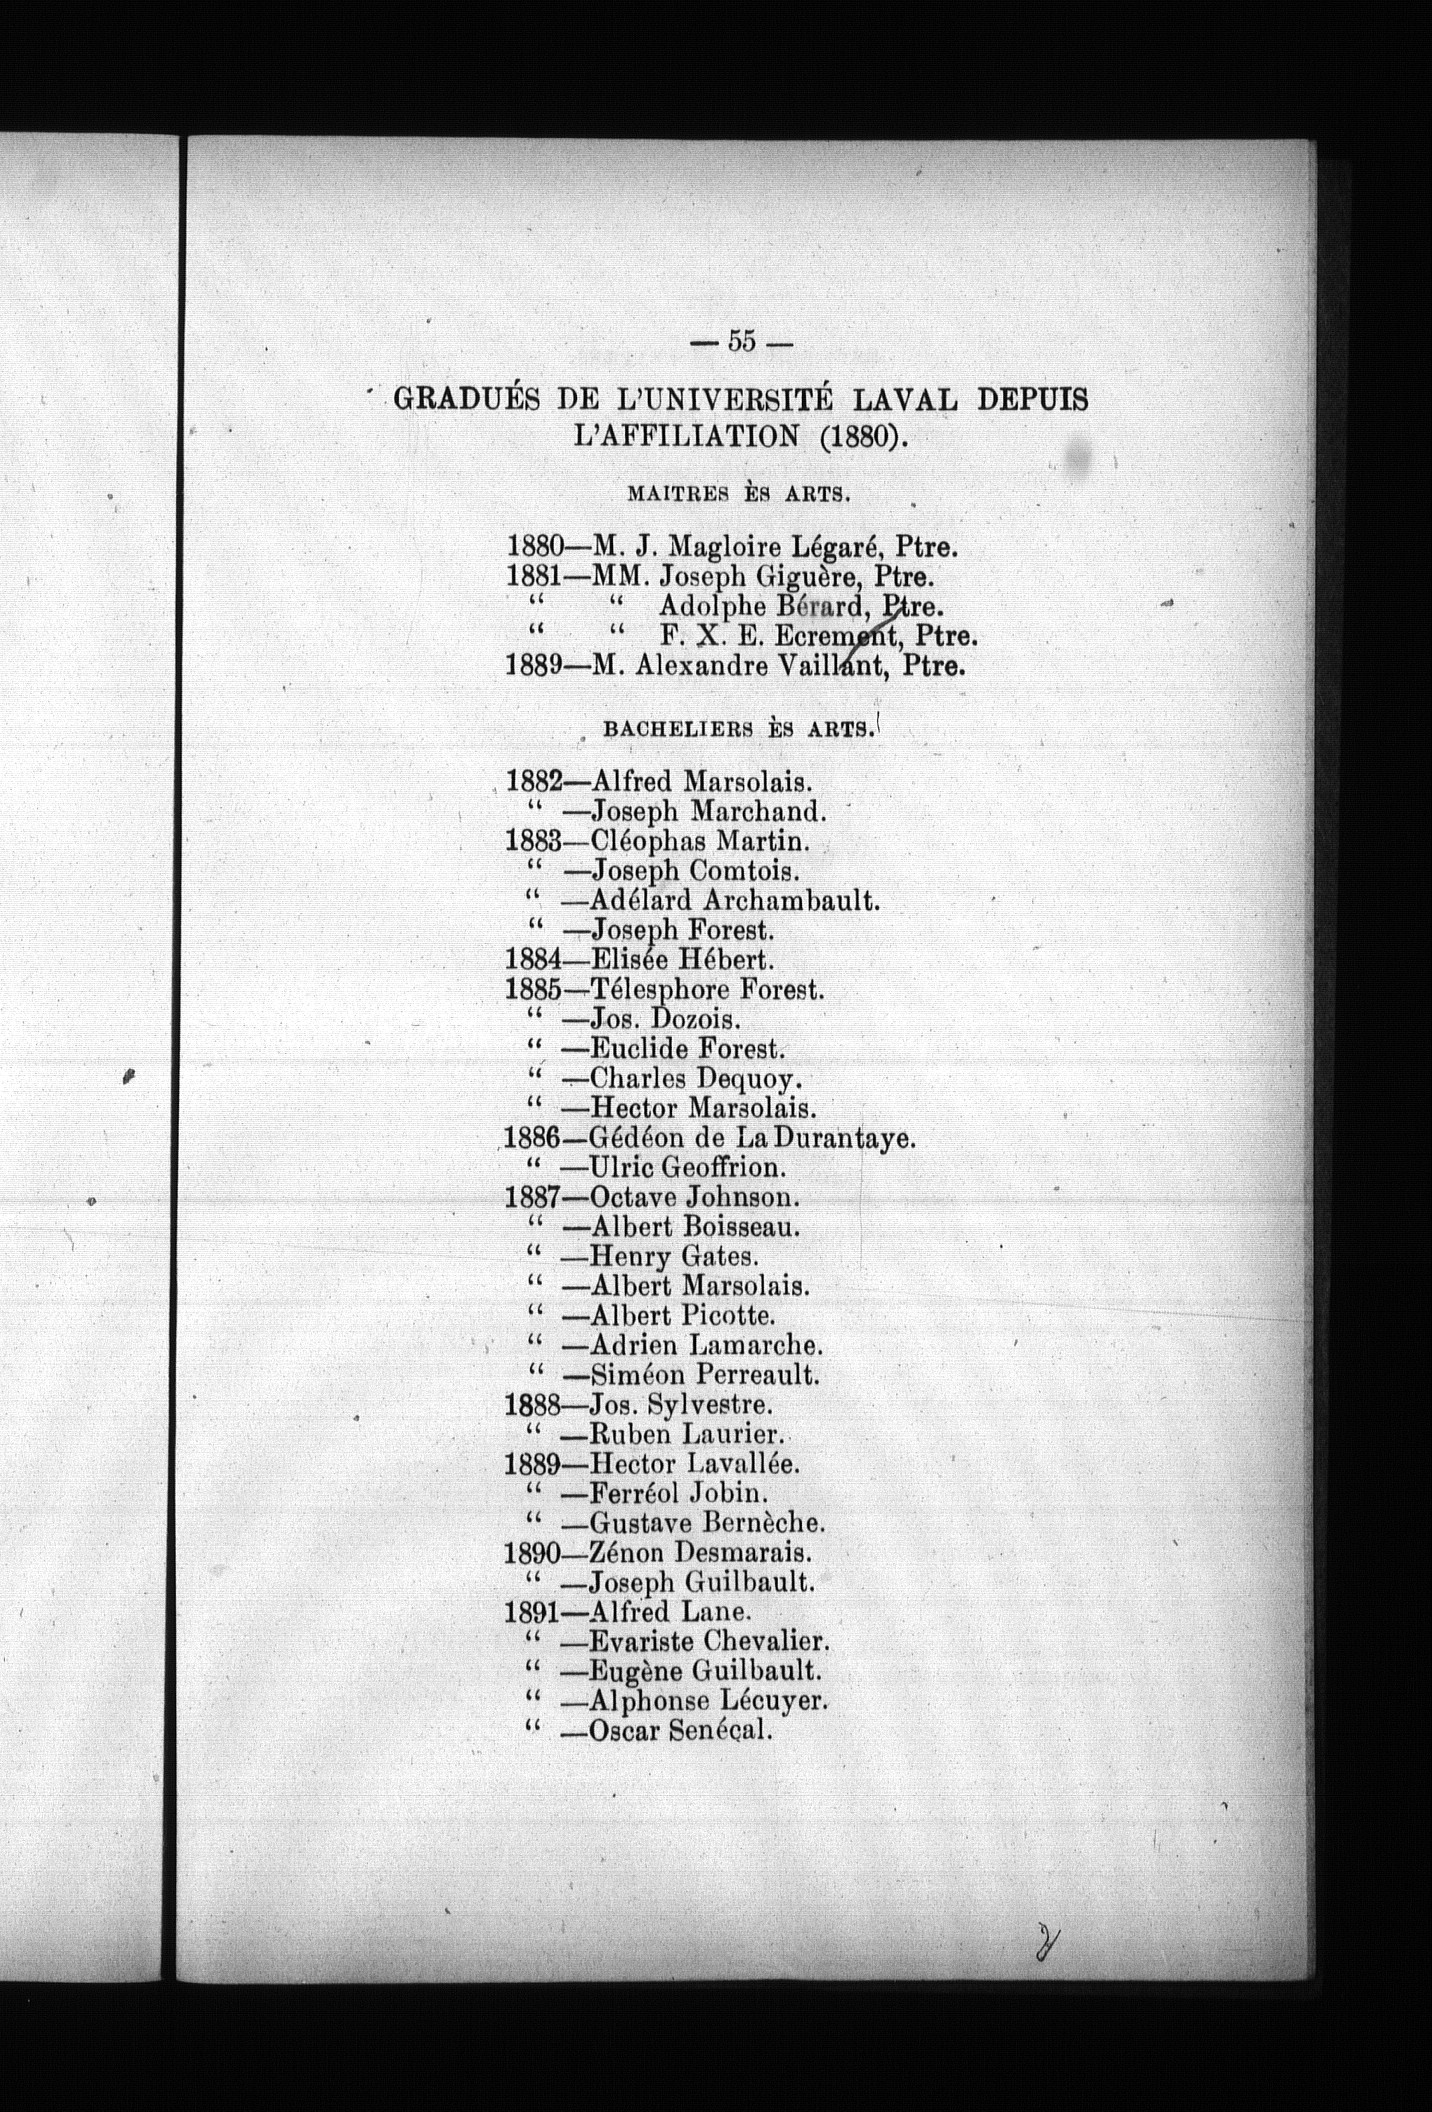 — 55 —
GRADUÉS DE L'UNIVERSITÉ LAVAL DEPUIS
L'AFFILIATION (1880).
MAITRES ÈS ARTS.
1880—M. J. Magloire Légaré, Ptre.
1881—MM. Joseph Giguère, Ptre.
“ “ Adolphe Bérard, Ptre.
“ “ F. X. E. Ecrement, Ptre.
1889—M. Alexandre Vaillant, Ptre.
BACHELIERS ÈS ARTS.
1882—Alfred Marsolais.
“ —Joseph Marchand.
1883—Cléophas Martin.
“ —Joseph Comtois.
“ —Adélard Archambault.
“ —Joseph Forest.
1884—Elisée Hébert.
1885—Télesphore Forest.
“ —Jos. Dozois.
“ —Euclide Forest.
“ —Charles Dequoy.
“ —Hector Marsolais.
1886—Gédéon de La Durantaye.
“ —Ulric Geoffrion.
1887—Octave Johnson.
“ —Albert Boisseau.
“ —Henry Gates.
“ —Albert Marsolais.
“ —Albert Picotte.
“ —Adrien Lamarche.
“ —Siméon Perreault.
1888—Jos. Sylvestre.
“ —Ruben Laurier.
1889—Hector Lavallée.
“ —Ferréol Jobin.
“ —Gustave Bernèche.
1890—Zénon Desmarais.
“ —Joseph Guilbault.
1891—Alfred Lane.
“ —Evariste Chevalier.
“ —Eugène Guilbault.
“ —Alphonse Lécuyer.
“ —Oscar Senéçal.